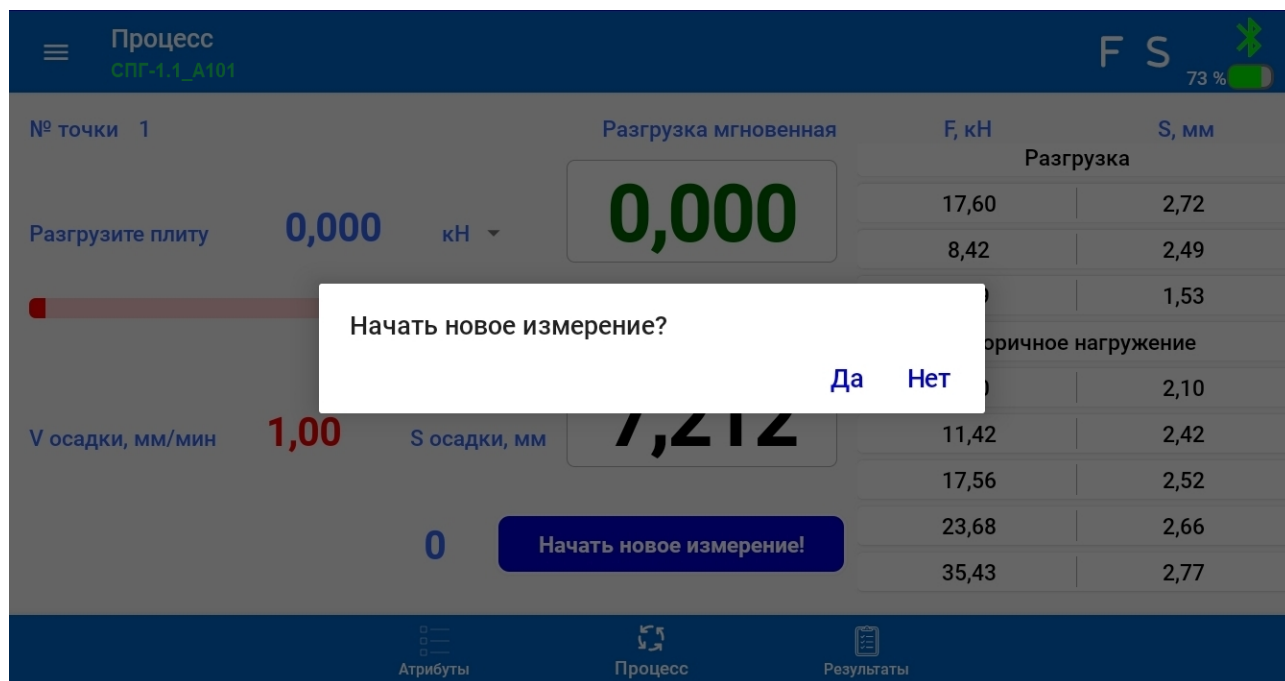 Процесс
СПГ-1.1_A101
F S
73 %
№ точки 1
Разгрузка мгновенная
F, кН
S, мм
Разгрузка
0,000
17,60
2,72
Разгрузите плиту
0,000
кН
8,42
2,49
1,53
Начать новое измерение?
Да
Нет
2,10
V осадки, мм/мин
1,00
S осадки, мм
7,212
11,42
2,42
17,56
2,52
0
Начать новое измерение!
23,68
2,66
35,43
2,77
Атрибуты
Процесс
Результаты